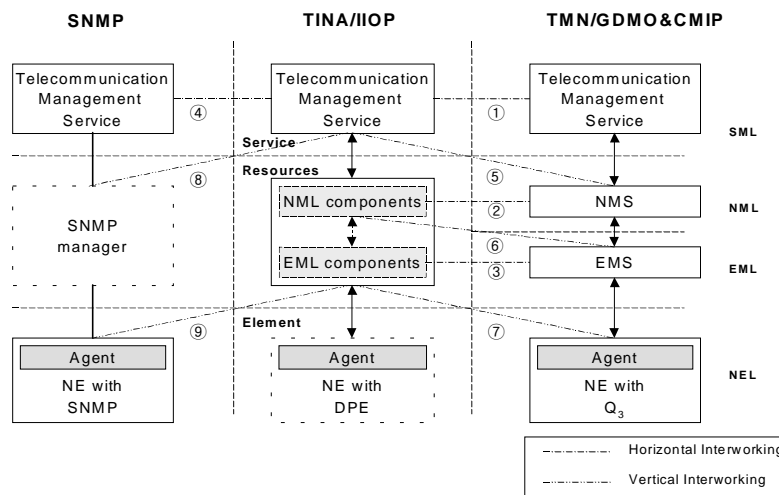 SNMP
TINA/IIOP
TMN/GDMO&CMIP
Telecommunication
Management
Service
④
Telecommunication
Management
Service
①
Telecommunication
Management
Service
SML
Service
Resources
⑧
⑤
SNMP
manager
NML components
②
NMS
NML
⑥
EML components
③
EMS
EML
Element
⑨
⑦
Agent
NE with
SNMP
Agent
NE with
DPE
Agent
NE with
Q3
NEL
Horizontal Interworking
Vertical Interworking